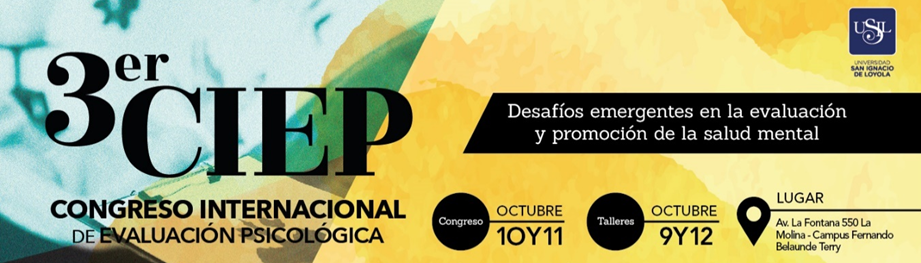 3er
CIEP
CONGRESO INTERNACIONAL
DE EVALUACIÓN PSICOLÓGICA
USIL
UNIVERSIDAD
SAN IGNACIO
DE LOYOLA
Desafíos emergentes en la evaluación
y promoción de la salud mental
Congreso
OCTUBRE
10Y11
Talleres
OCTUBRE
9Y12
LUGAR
Av. La Fontana 550 La
Molina - Campus Fernando
Belaunde Terry